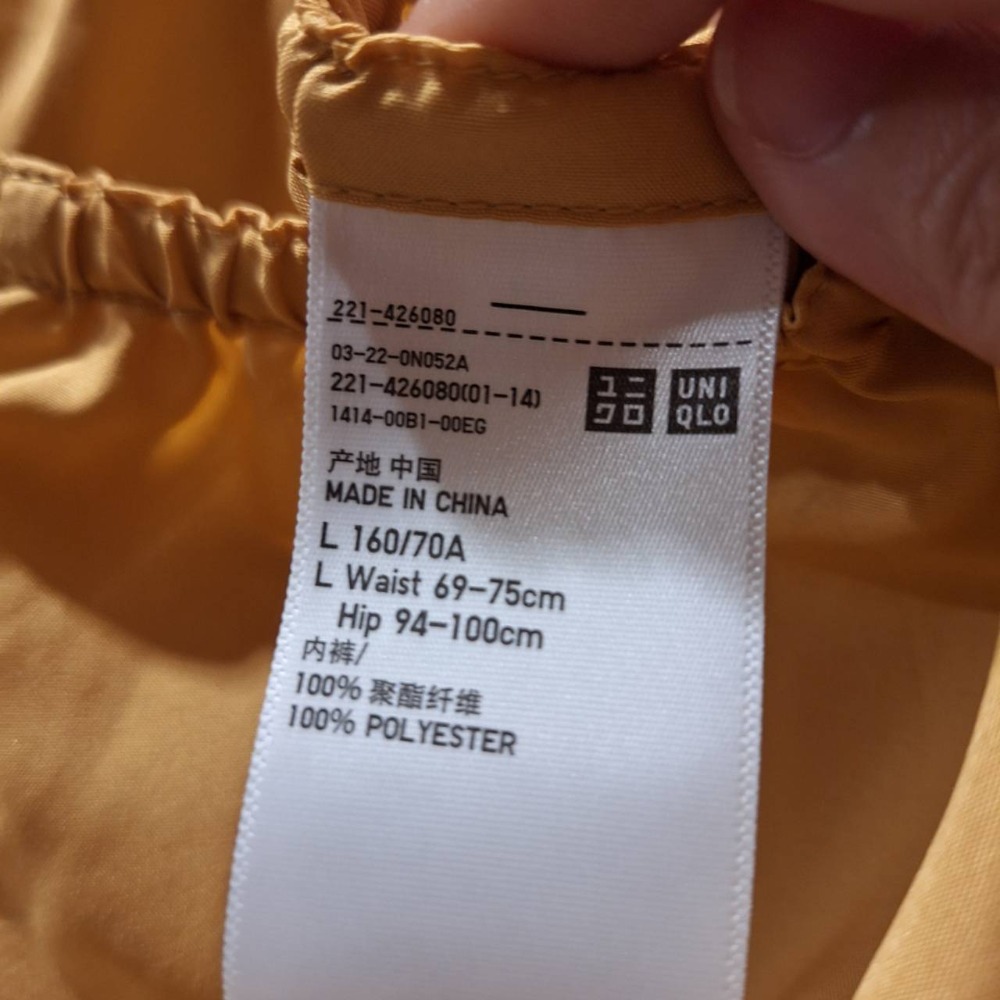 221-426080
03-22-0N052A
221-426080(01-14)
1414-00B1-00EG
ユニ
クロ
UNI
QLO
产地 中国
MADE IN CHINA
L 160/70A
L Waist 69-75cm
Hip 94-100cm
内裤/
100% 聚酯纤维
100% POLYESTER